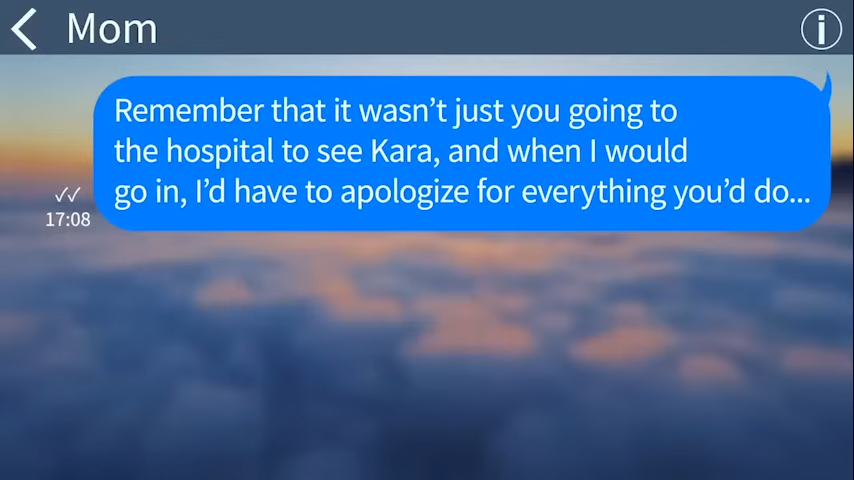 Mom
Remember that it wasn't just you going to
the hospital to see Kara, and when I would
go in, I'd have to apologize for everything you'd do...
17:08